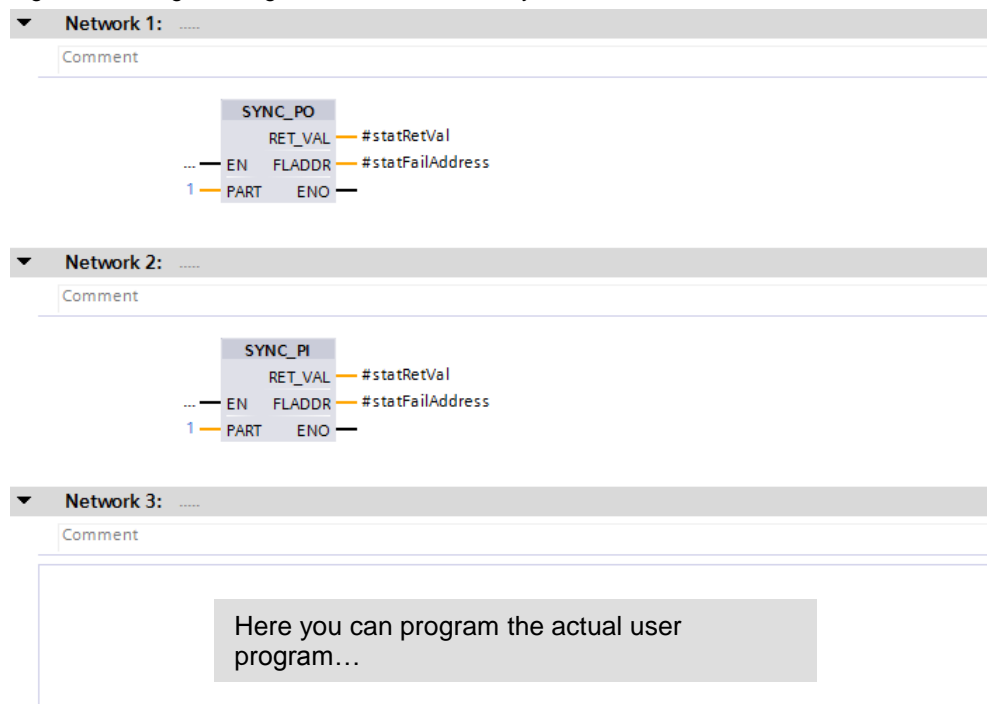 Network 1: .....
Comment
SYNC_PO
RET_VAL #statRetVal
... EN FLADDR #statFailAddress
1 PART ENO
Network 2: .....
Comment
SYNC_PI
RET_VAL #statRetVal
... EN FLADDR #statFailAddress
1 PART ENO
Network 3: .....
Comment
Here you can program the actual user
program…